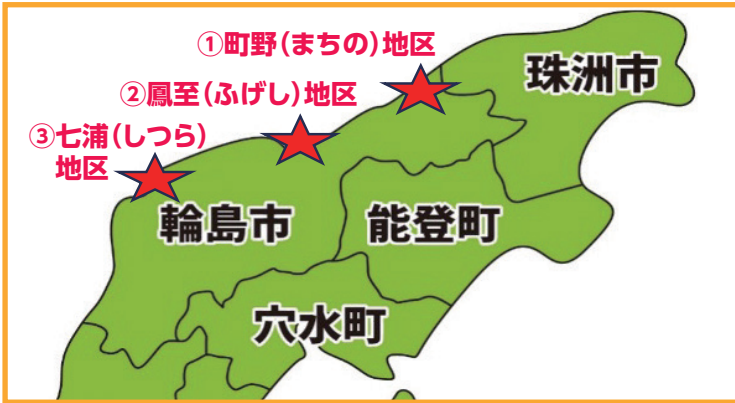 ①町野(まちの)地区
②鳳至(ふげし)地区
③七浦(しつら)
地区
珠洲市
輪島市
能登町
穴水町